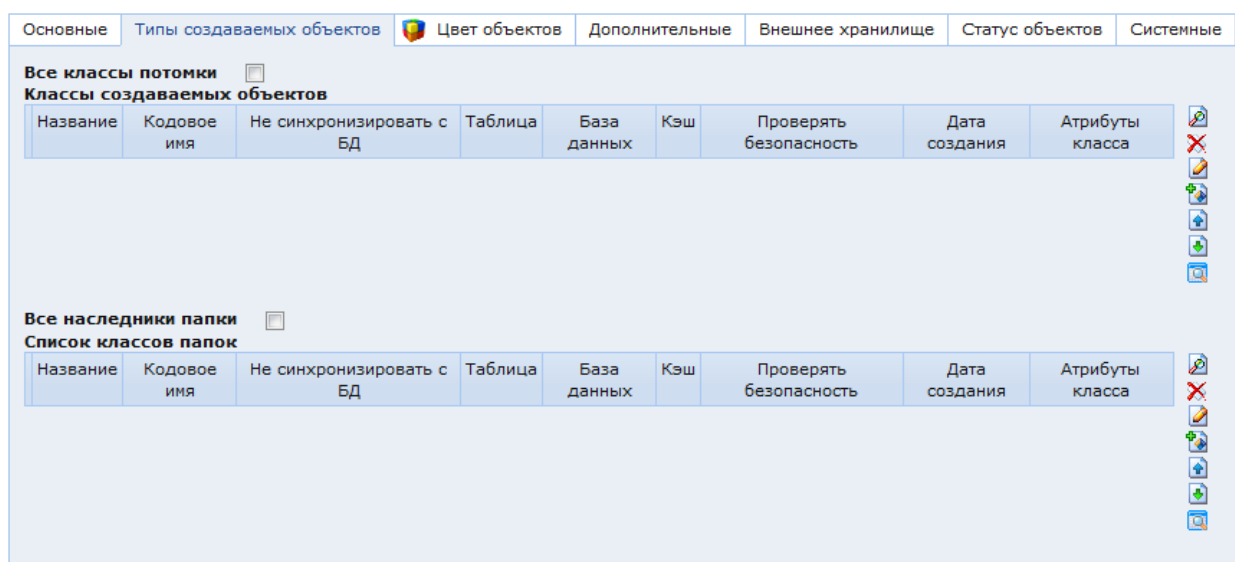 Основные Типы создаваемых объектов Цвет объектов Дополнительные Внешнее хранилище Статус объектов Системные
Все классы потомки
Классы создаваемых объектов
Название Кодовое имя Не синхронизировать с БД Таблица База данных Кэш Проверять безопасность Дата создания Атрибуты класса
Все наследники папки
Список классов папок
Название Кодовое имя Не синхронизировать с БД Таблица База данных Кэш Проверять безопасность Дата создания Атрибуты класса